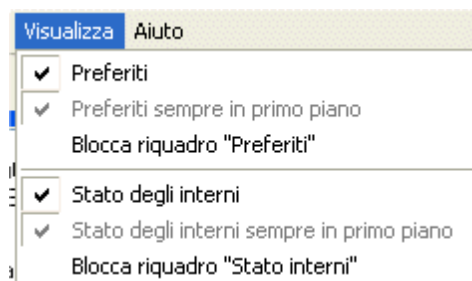 Visualizza Aiuto
Preferiti
Preferiti sempre in primo piano
Blocca riquadro "Preferiti"
Stato degli interni
Stato degli interni sempre in primo piano
Blocca riquadro "Stato interni"